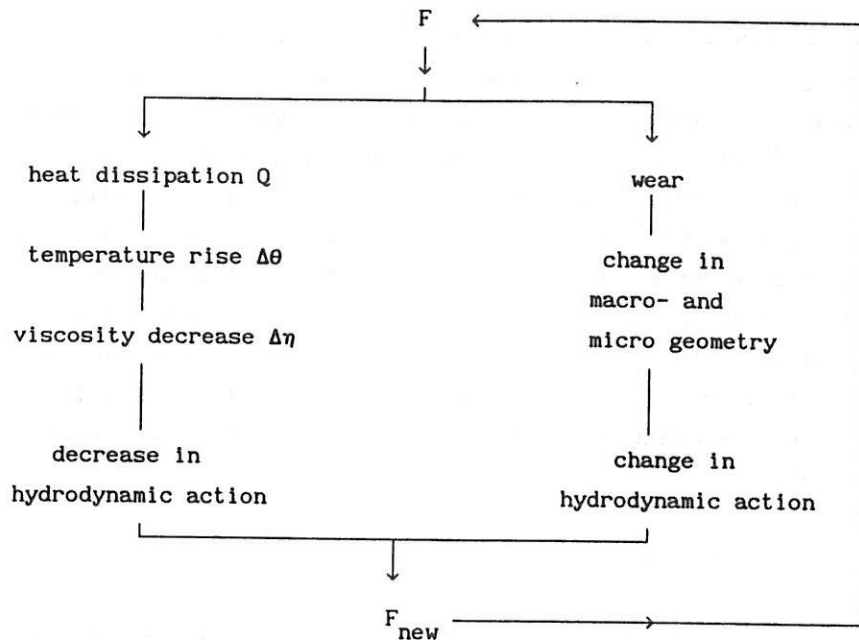 F
heat dissipation Q
temperature rise Δθ
viscosity decrease Δη
decrease in
hydrodynamic action
wear
change in
macro- and
micro geometry
change in
hydrodynamic action
F_new